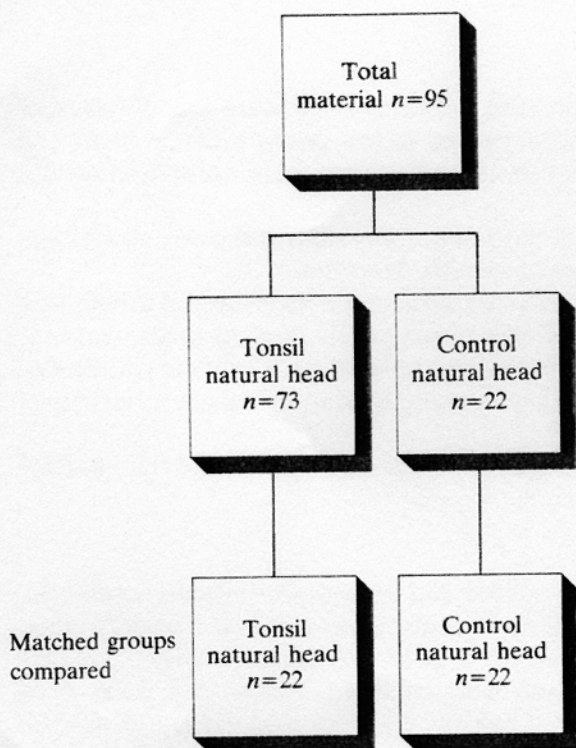 Total
material n=95
Tonsil
natural head
n=73
Control
natural head
n=22
Matched groups
compared
Tonsil
natural head
n=22
Control
natural head
n=22